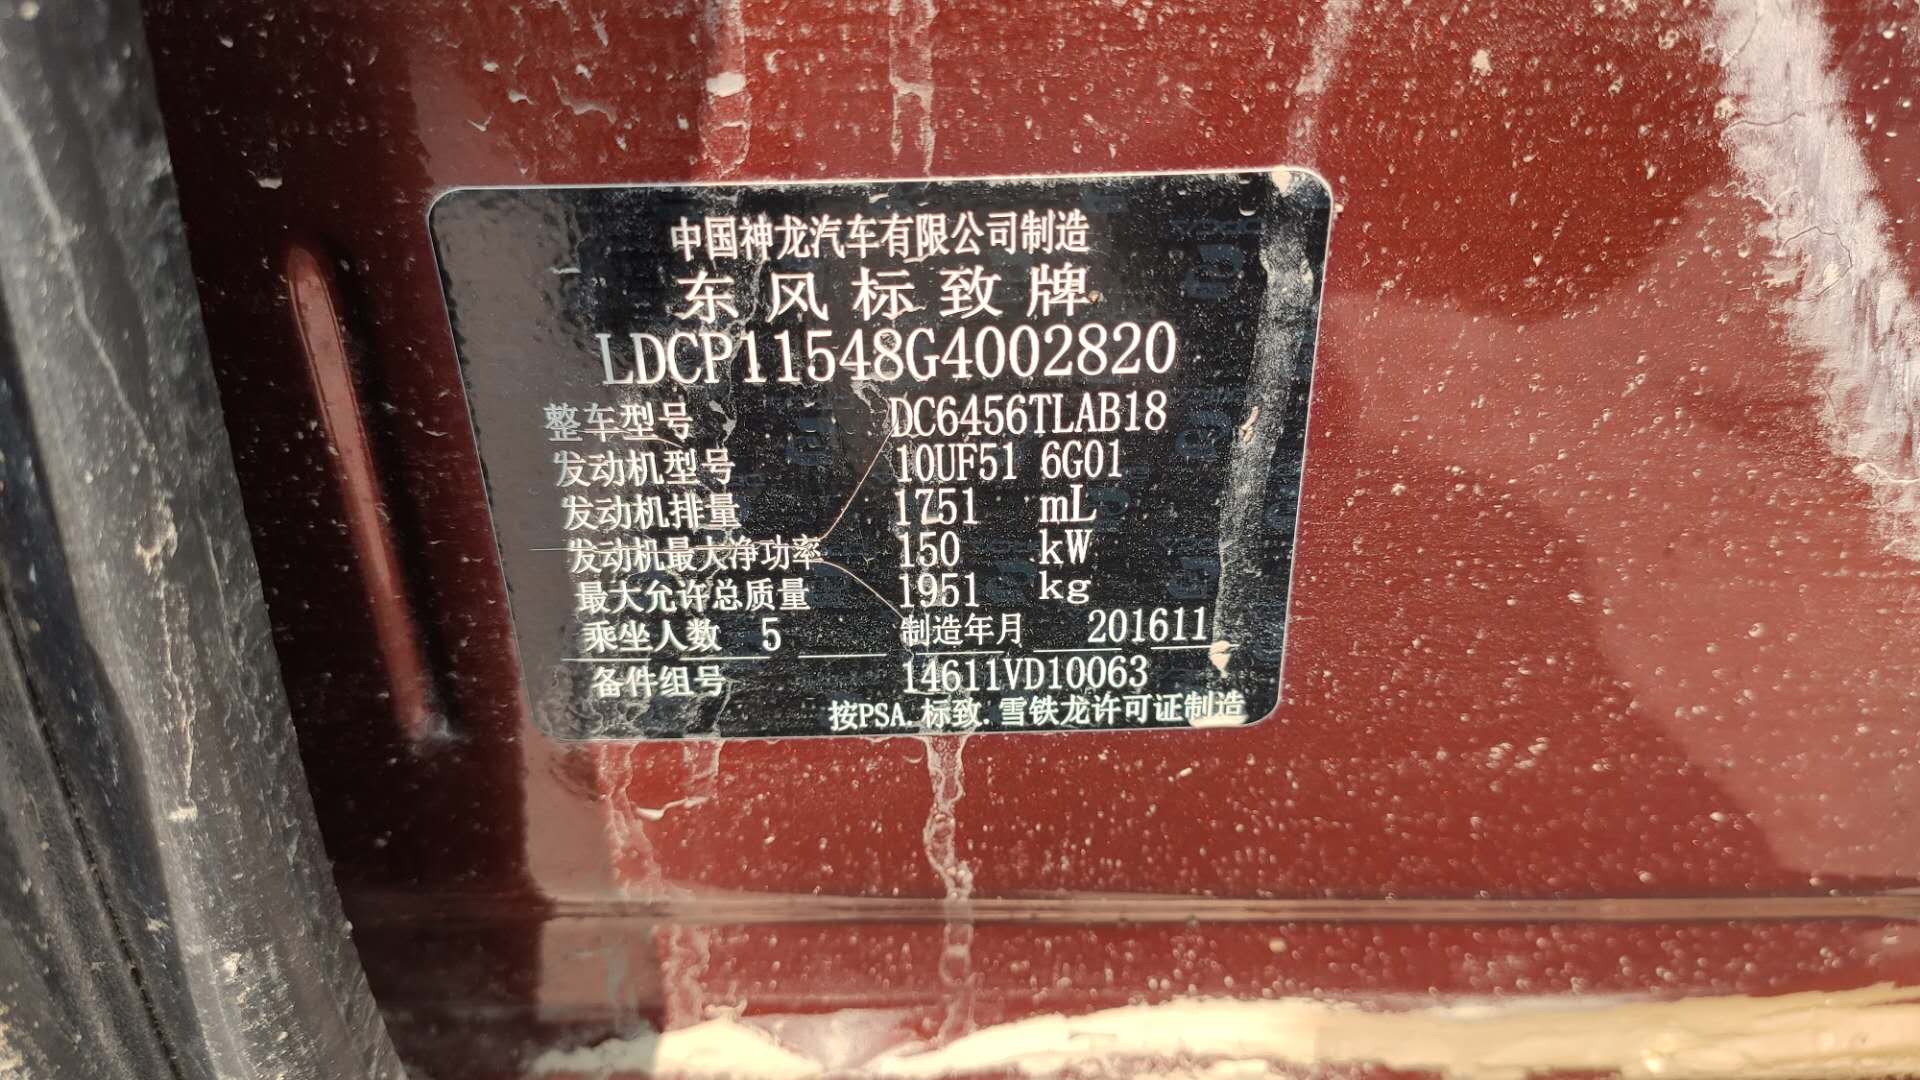 中国神龙汽车有限公司制造
东风标致牌
LDCP11548G4002820
整车型号 DC6456TLAB18
发动机型号 10UF51 6G01
发动机排量 1751 mL
发动机最大净功率 150 kW
最大允许总质量 1951 kg
乘坐人数 5 制造年月 201611
备件组号 14611VD10063
按PSA.标致.雪铁龙许可证制造